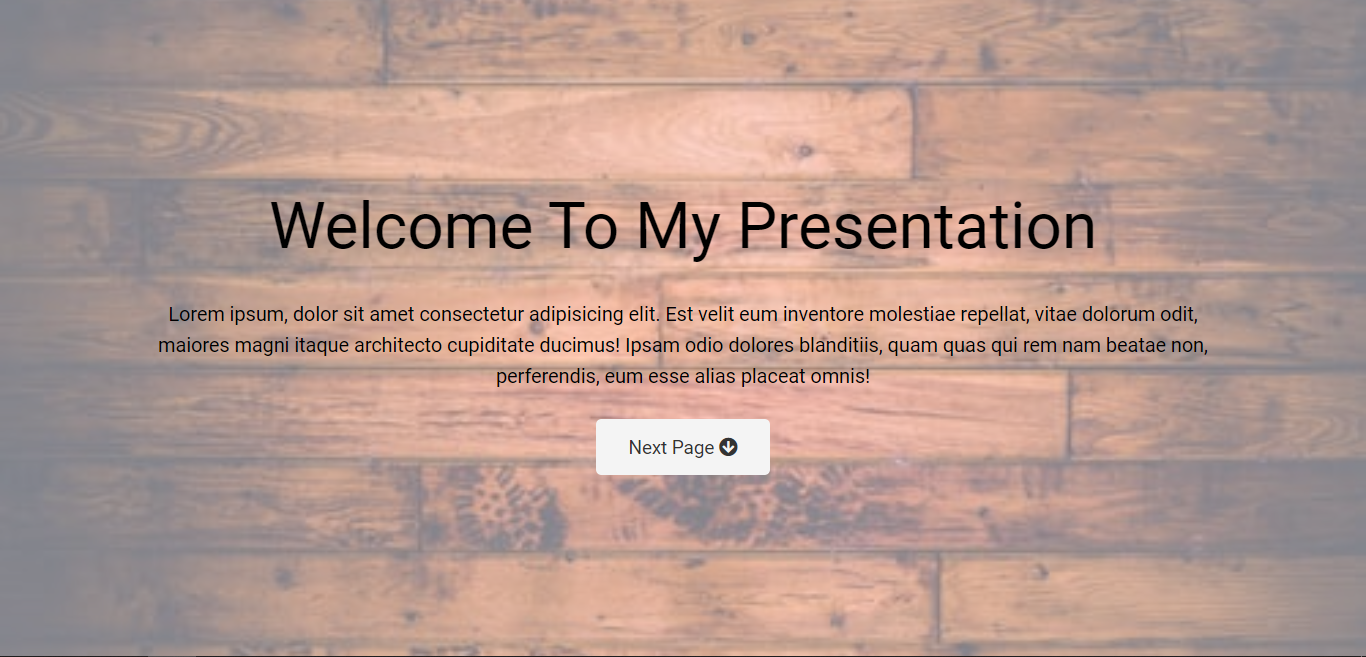 Welcome To My Presentation
Lorem ipsum, dolor sit amet consectetur adipisicing elit. Est velit eum inventore molestiae repellat, vitae dolorum odit,
maiores magni itaque architecto cupiditate ducimus! Ipsam odio dolores blanditiis, quam quas qui rem nam beatae non,
perferendis, eum esse alias placeat omnis!
Next Page